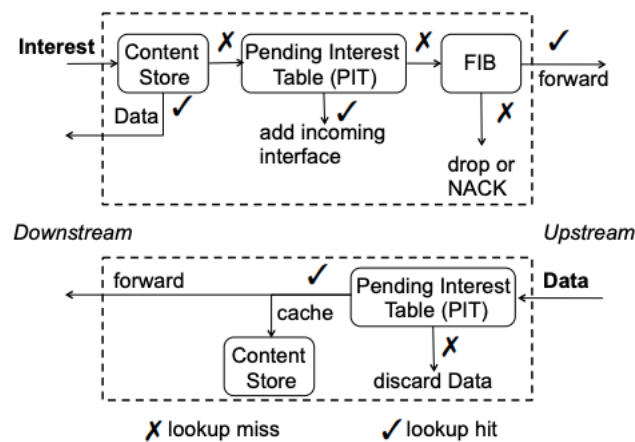 Interest
Content
Store
✗
Pending Interest
Table (PIT)
✗
FIB
✓
forward
Data
✓
✓
add incoming
interface
✗
drop or
NACK
Downstream
Upstream
forward
✓
cache
Pending Interest
Table (PIT)
Data
Content
Store
✗
discard Data
✗ lookup miss
✓ lookup hit